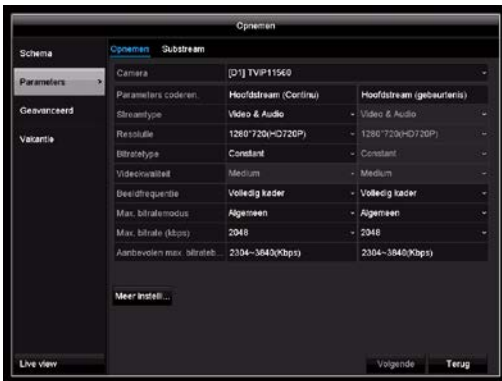 Opnemen
Schema
Parameters
Geavanceerd
Vakantie
Live view
Opnemen Substream
Camera [D1] TVIP11560
Parameters coderen. Hoofdstream (Continu) Hoofdstream (gebeurtenis)
Streamtype Video & Audio Video & Audio
Resolutie 1280*720(HD720P) 1280*720(HD720P)
Bitratetype Constant Constant
Videokwaliteit Medium Medium
Beeldfrequentie Volledig kader Volledig kader
Max. bitratemodus Algemeen Algemeen
Max. bitrate (kbps) 2048 2048
Aanbevolen max. bitrateb... 2304~3840(Kbps) 2304~3840(Kbps)
Meer Instell...
Volgende Terug